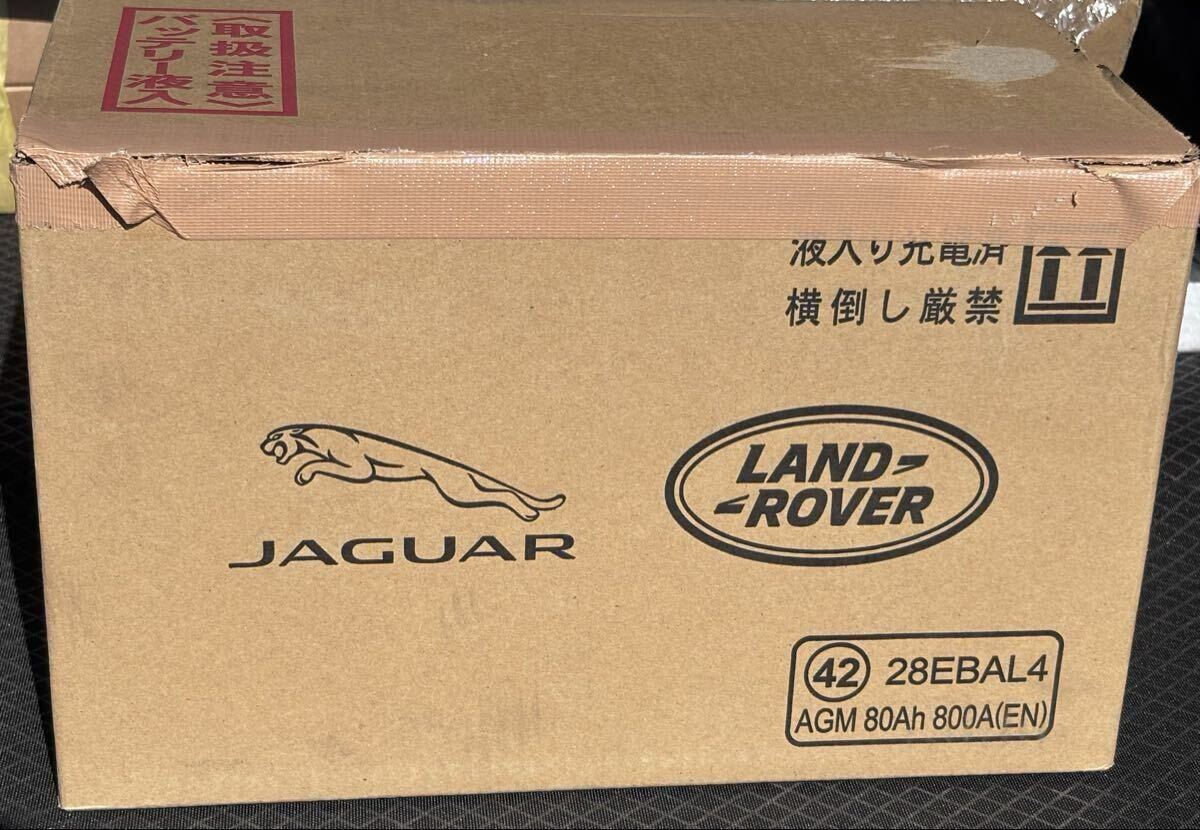 〈取扱注意〉
バッテリー液入
液入り充電済
横倒し厳禁
JAGUAR
LAND
ROVER
42 28EBAL4
AGM 80Ah 800A(EN)